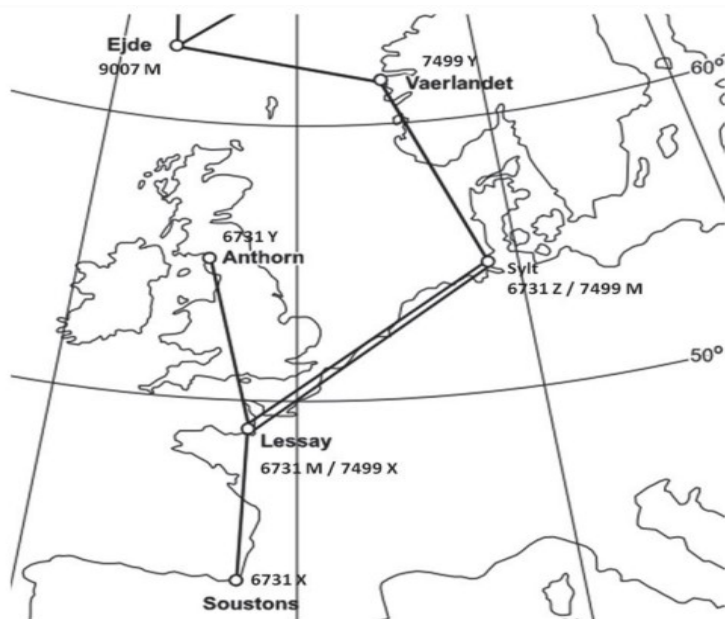 Ejde
9007 M
7499 Y
Vaerlandet
60°
6731 Y
Anthorn
Sylt
6731 Z / 7499 M
50°
Lessay
6731 M / 7499 X
6731 X
Soustons